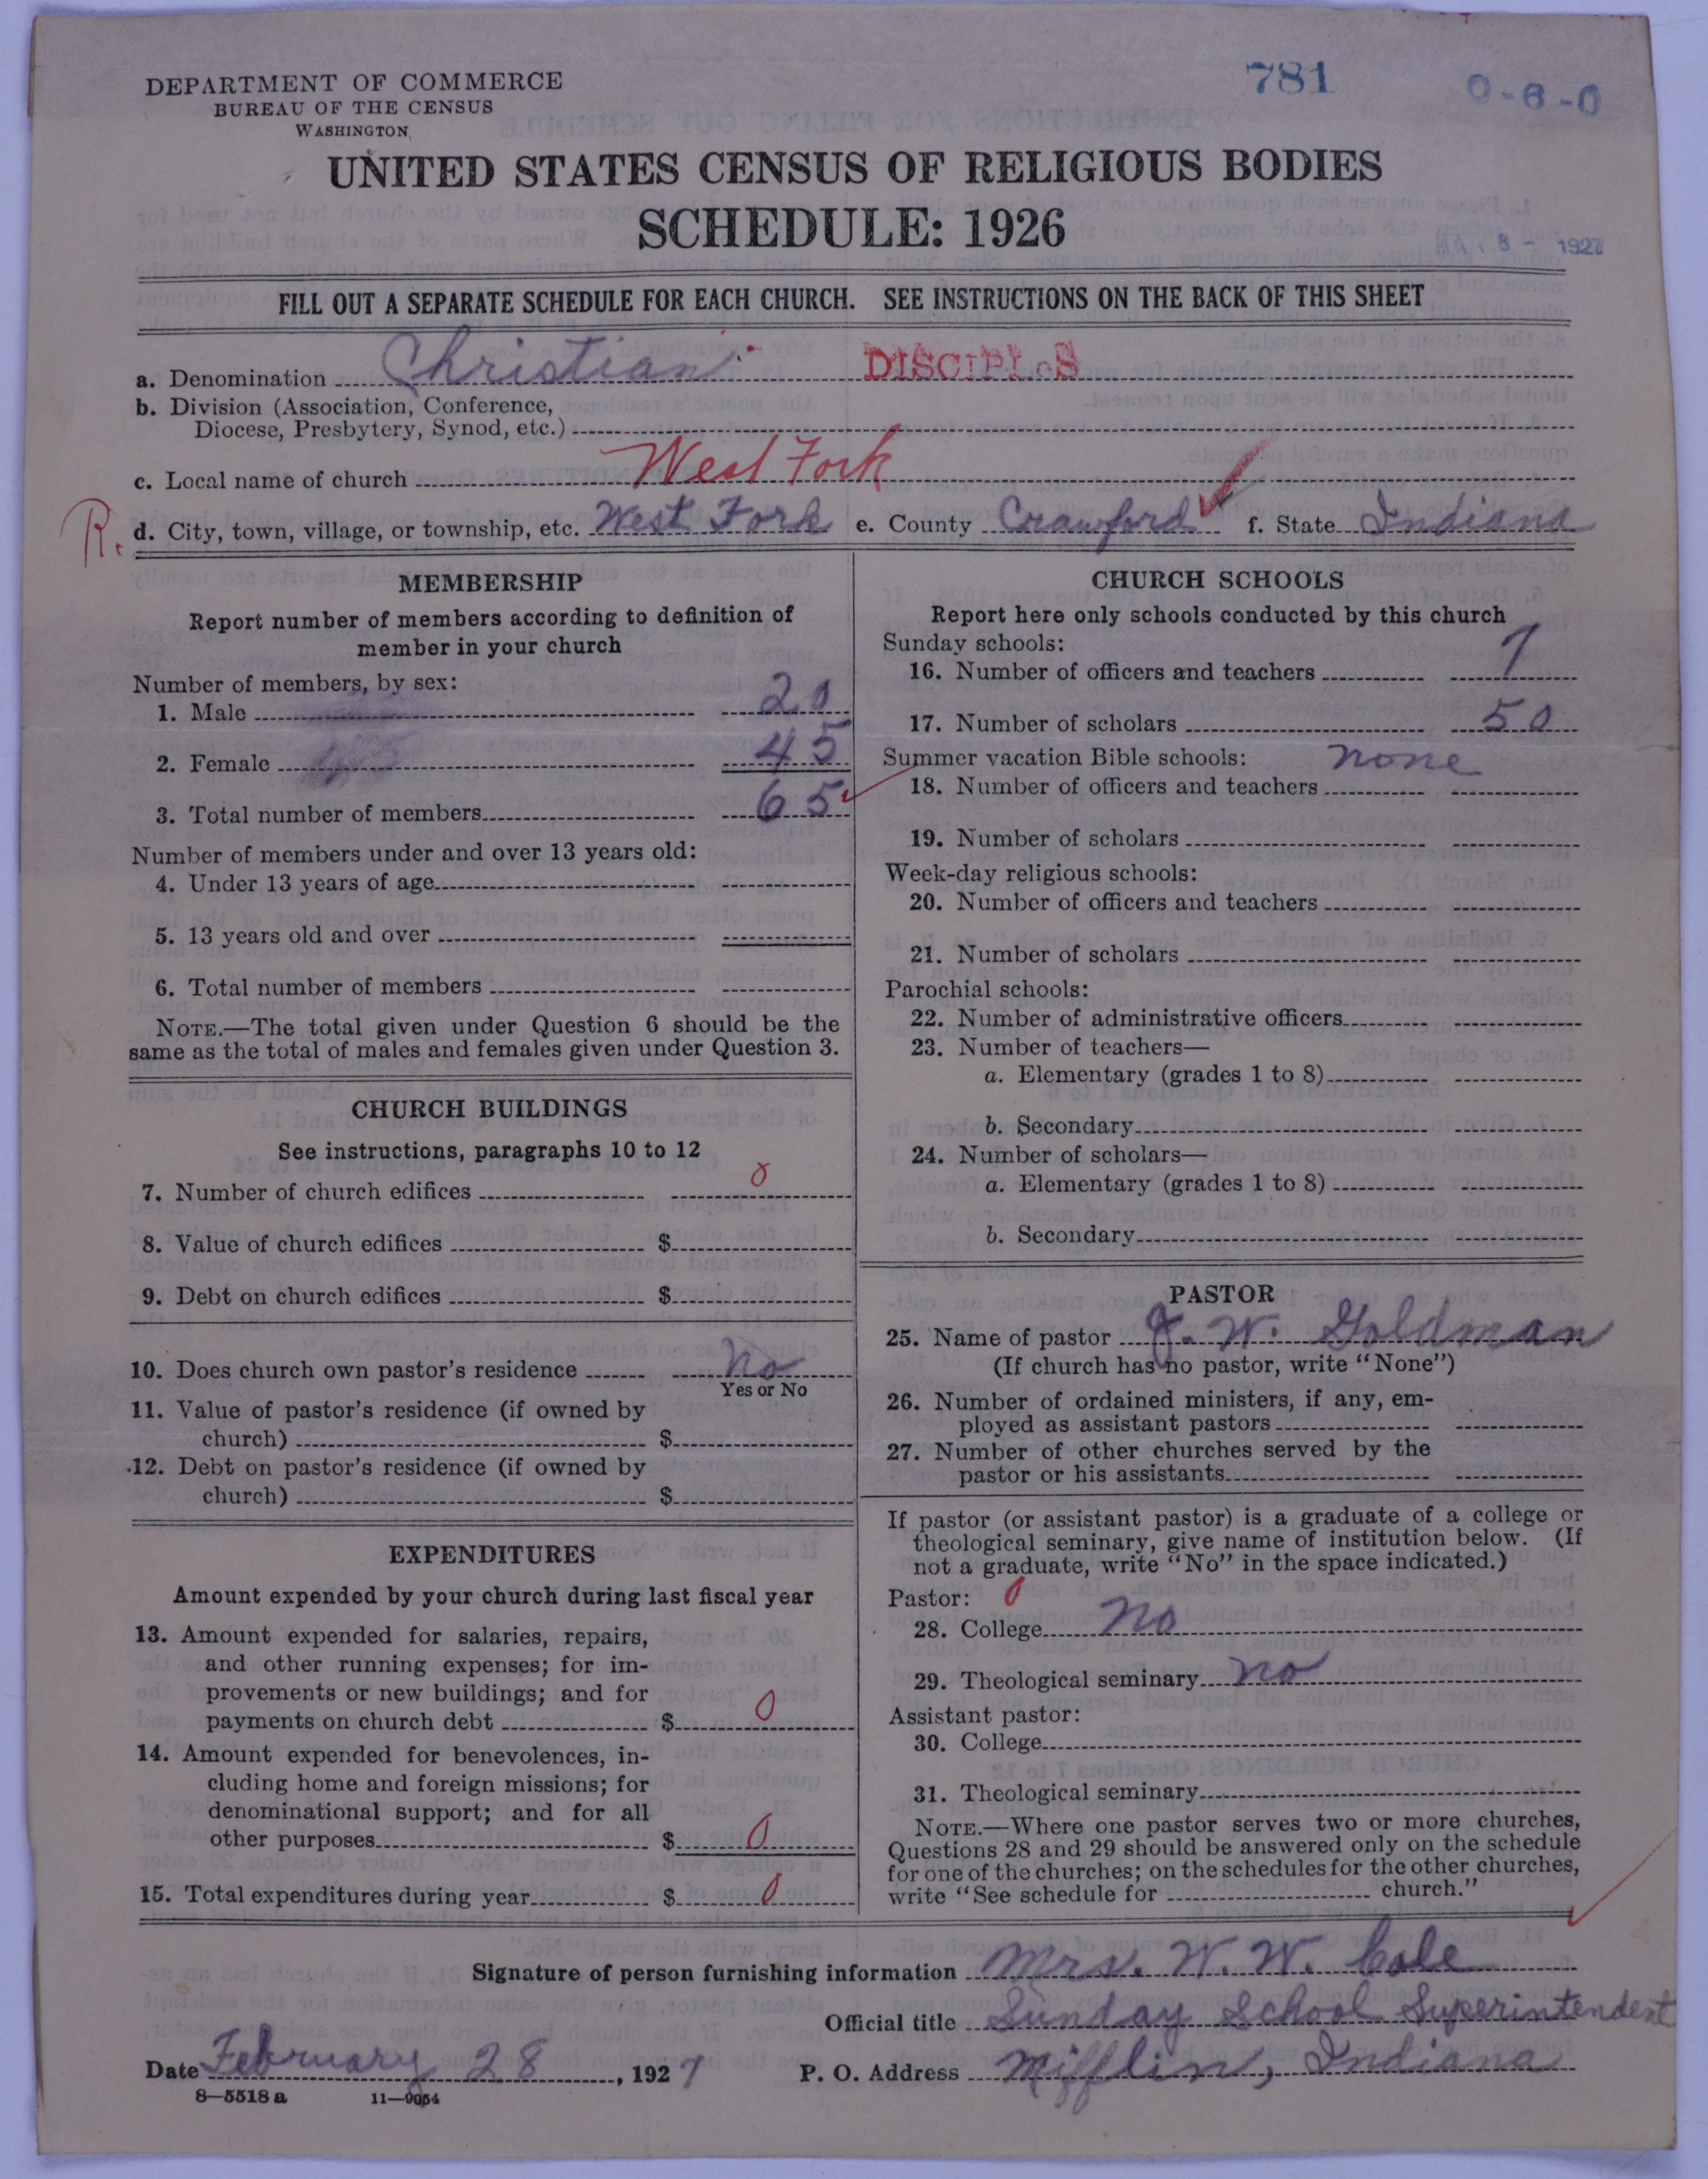 781
0-6-0
DEPARTMENT OF COMMERCE
BUREAU OF THE CENSUS
WASHINGTON
UNITED STATES CENSUS OF RELIGIOUS BODIES
SCHEDULE: 1926
8 - 1927
FILL OUT A SEPARATE SCHEDULE FOR EACH CHURCH. SEE INSTRUCTIONS ON THE BACK OF THIS SHEET
a. Denomination Christian DISCIPLES
b. Division (Association, Conference,
Diocese, Presbytery, Synod, etc.)
c. Local name of church West Fork
R. d. City, town, village, or township, etc. West Fork e. County Crawford f. State Indiana
MEMBERSHIP
Report number of members according to definition of
member in your church
Number of members, by sex:
1. Male 20
2. Female 45
3. Total number of members 65
Number of members under and over 13 years old:
4. Under 13 years of age
5. 13 years old and over
6. Total number of members
NOTE.—The total given under Question 6 should be the
same as the total of males and females given under Question 3.
CHURCH BUILDINGS
See instructions, paragraphs 10 to 12
7. Number of church edifices 0
8. Value of church edifices $
9. Debt on church edifices $
10. Does church own pastor's residence No
Yes or No
11. Value of pastor's residence (if owned by
church) $
12. Debt on pastor's residence (if owned by
church) $
EXPENDITURES
Amount expended by your church during last fiscal year
13. Amount expended for salaries, repairs,
and other running expenses; for im-
provements or new buildings; and for
payments on church debt $ 0
14. Amount expended for benevolences, in-
cluding home and foreign missions; for
denominational support; and for all
other purposes $ 0
15. Total expenditures during year $ 0
CHURCH SCHOOLS
Report here only schools conducted by this church
Sunday schools:
16. Number of officers and teachers 7
17. Number of scholars 50
Summer vacation Bible schools: none
18. Number of officers and teachers
19. Number of scholars
Week-day religious schools:
20. Number of officers and teachers
21. Number of scholars
Parochial schools:
22. Number of administrative officers
23. Number of teachers—
a. Elementary (grades 1 to 8)
b. Secondary
24. Number of scholars—
a. Elementary (grades 1 to 8)
b. Secondary
PASTOR
25. Name of pastor J. W. Goldman
(If church has no pastor, write "None")
26. Number of ordained ministers, if any, em-
ployed as assistant pastors
27. Number of other churches served by the
pastor or his assistants
If pastor (or assistant pastor) is a graduate of a college or
theological seminary, give name of institution below. (If
not a graduate, write "No" in the space indicated.)
Pastor: 0
28. College No
29. Theological seminary no
Assistant pastor:
30. College
31. Theological seminary
NOTE.—Where one pastor serves two or more churches,
Questions 28 and 29 should be answered only on the schedule
for one of the churches; on the schedules for the other churches,
write "See schedule for church."
Signature of person furnishing information Mrs. W. W. Cole
Official title Sunday School Superintendent
Date February 28, 1927 P. O. Address Mifflin, Indiana
8—5518 a 11—9054